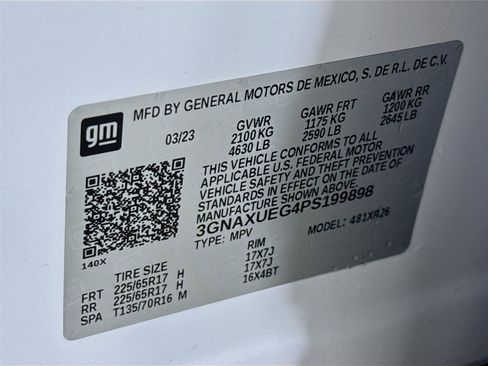 gm
MFD BY GENERAL MOTORS DE MEXICO, S. DE R.L. DE C.V.
03/23 GVWR GAWR FRT GAWR RR
2100 KG 1175 KG 1200 KG
4630 LB 2590 LB 2645 LB
THIS VEHICLE CONFORMS TO ALL
APPLICABLE U.S. FEDERAL MOTOR
VEHICLE SAFETY AND THEFT PREVENTION
STANDARDS IN EFFECT ON THE DATE OF
MANUFACTURE SHOWN ABOVE.
3GNAXUEG4PS199898
TYPE: MPV MODEL: 481XR26
140X
TIRE SIZE RIM
FRT 225/65R17 H 17X7J
RR 225/65R17 H 17X7J
SPA T135/70R16 M 16X4BT